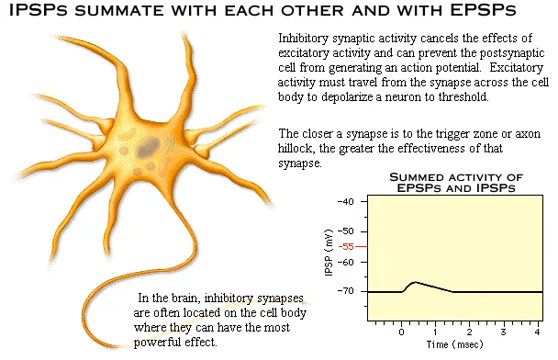 IPSPs SUMMATE WITH EACH OTHER AND WITH EPSPs
Inhibitory synaptic activity cancels the effects of
excitatory activity and can prevent the postsynaptic
cell from generating an action potential. Excitatory
activity must travel from the synapse across the cell
body to depolarize a neuron to threshold.
The closer a synapse is to the trigger zone or axon
hillock, the greater the effectiveness of that
synapse.
SUMMED ACTIVITY OF
EPSPs AND IPSPs
-40
-50
-55
-60
-70
IPSP (mV)
0 1 2 3 4
Time (msec)
In the brain, inhibitory synapses
are often located on the cell body
where they can have the most
powerful effect.